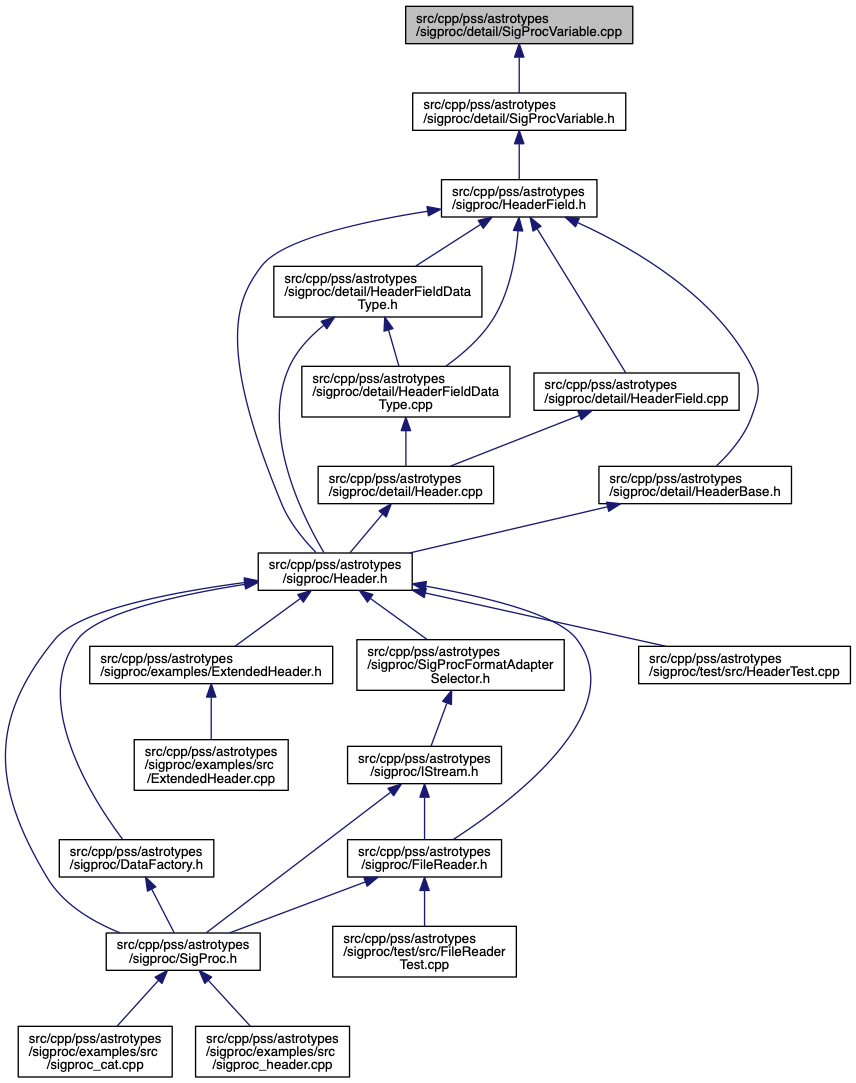 src/cpp/pss/astrotypes
/sigproc/detail/SigProcVariable.cpp
src/cpp/pss/astrotypes
/sigproc/detail/SigProcVariable.h
src/cpp/pss/astrotypes
/sigproc/HeaderField.h
src/cpp/pss/astrotypes
/sigproc/detail/HeaderFieldData
Type.h
src/cpp/pss/astrotypes
/sigproc/detail/HeaderFieldData
Type.cpp
src/cpp/pss/astrotypes
/sigproc/detail/HeaderField.cpp
src/cpp/pss/astrotypes
/sigproc/detail/Header.cpp
src/cpp/pss/astrotypes
/sigproc/detail/HeaderBase.h
src/cpp/pss/astrotypes
/sigproc/Header.h
src/cpp/pss/astrotypes
/sigproc/examples/ExtendedHeader.h
src/cpp/pss/astrotypes
/sigproc/SigProcFormatAdapter
Selector.h
src/cpp/pss/astrotypes
/sigproc/test/src/HeaderTest.cpp
src/cpp/pss/astrotypes
/sigproc/examples/src
/ExtendedHeader.cpp
src/cpp/pss/astrotypes
/sigproc/IStream.h
src/cpp/pss/astrotypes
/sigproc/DataFactory.h
src/cpp/pss/astrotypes
/sigproc/FileReader.h
src/cpp/pss/astrotypes
/sigproc/SigProc.h
src/cpp/pss/astrotypes
/sigproc/test/src/FileReader
Test.cpp
src/cpp/pss/astrotypes
/sigproc/examples/src
/sigproc_cat.cpp
src/cpp/pss/astrotypes
/sigproc/examples/src
/sigproc_header.cpp